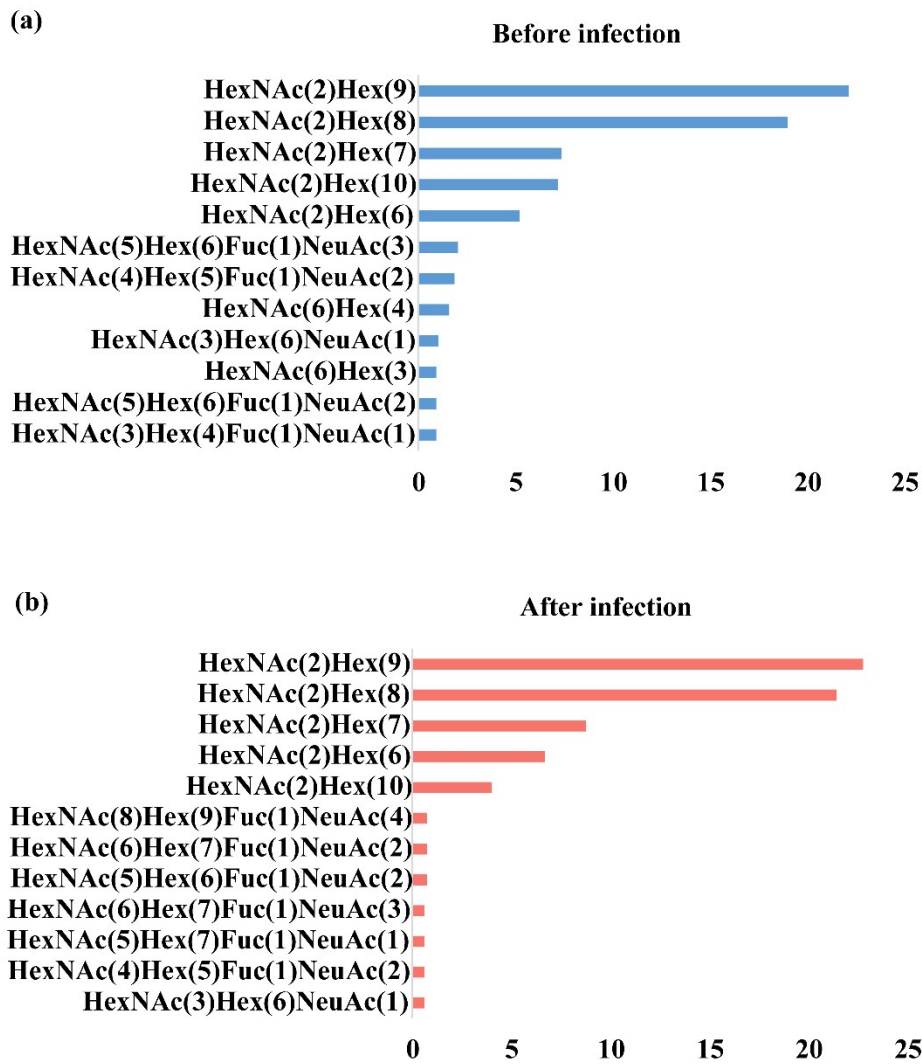 (a)
Before infection
HexNAc(2)Hex(9)
HexNAc(2)Hex(8)
HexNAc(2)Hex(7)
HexNAc(2)Hex(10)
HexNAc(2)Hex(6)
HexNAc(5)Hex(6)Fuc(1)NeuAc(3)
HexNAc(4)Hex(5)Fuc(1)NeuAc(2)
HexNAc(6)Hex(4)
HexNAc(3)Hex(6)NeuAc(1)
HexNAc(6)Hex(3)
HexNAc(5)Hex(6)Fuc(1)NeuAc(2)
HexNAc(3)Hex(4)Fuc(1)NeuAc(1)
0 5 10 15 20 25
(b)
After infection
HexNAc(2)Hex(9)
HexNAc(2)Hex(8)
HexNAc(2)Hex(7)
HexNAc(2)Hex(6)
HexNAc(2)Hex(10)
HexNAc(8)Hex(9)Fuc(1)NeuAc(4)
HexNAc(6)Hex(7)Fuc(1)NeuAc(2)
HexNAc(5)Hex(6)Fuc(1)NeuAc(2)
HexNAc(6)Hex(7)Fuc(1)NeuAc(3)
HexNAc(5)Hex(7)Fuc(1)NeuAc(1)
HexNAc(4)Hex(5)Fuc(1)NeuAc(2)
HexNAc(3)Hex(6)NeuAc(1)
0 5 10 15 20 25